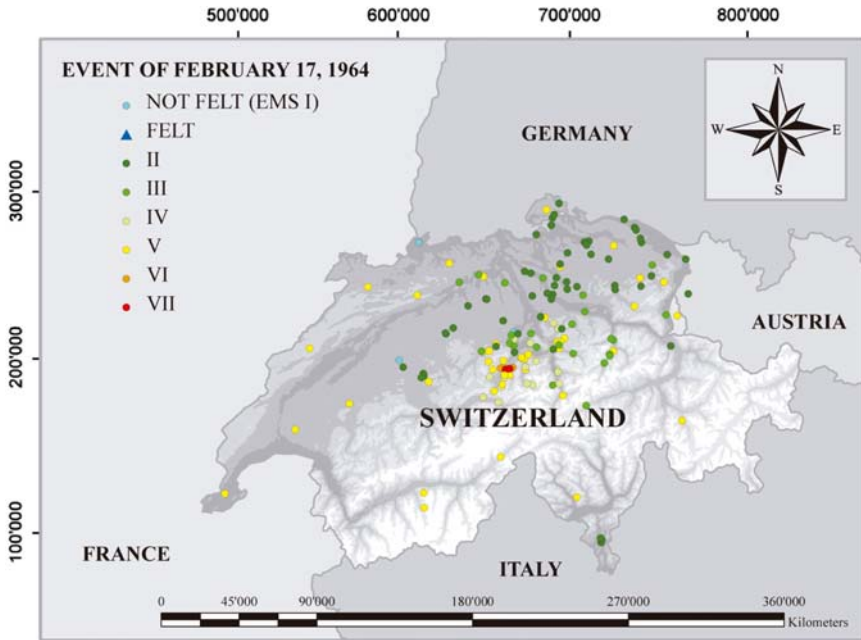 500'000 600'000 700'000 800'000
EVENT OF FEBRUARY 17, 1964
NOT FELT (EMS I)
FELT
II
III
IV
V
VI
VII
N
W E
S
GERMANY
300'000
AUSTRIA
200'000
SWITZERLAND
100'000
FRANCE
ITALY
0 45'000 90'000 180'000 270'000 360'000
Kilometers